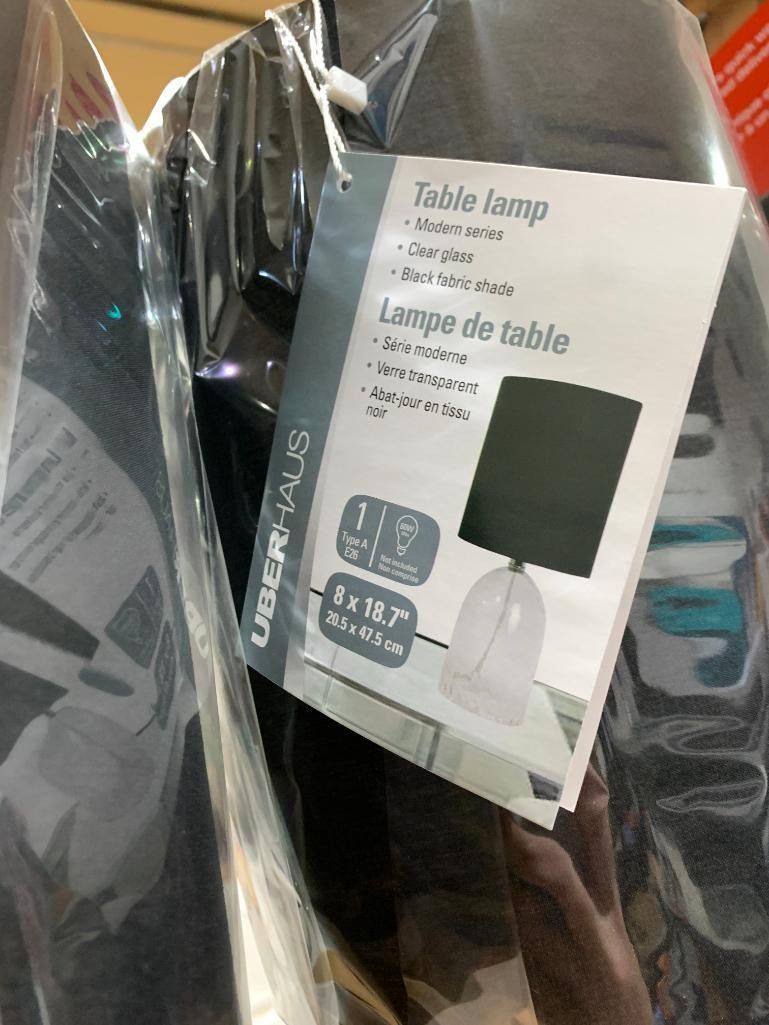 Table lamp
• Modern series
• Clear glass
• Black fabric shade
Lampe de table
• Série moderne
• Verre transparent
• Abat-jour en tissu
noir
UBERHAUS
1
Type A
E26
60W
Not included
Non comprise
8 x 18.7"
20.5 x 47.5 cm